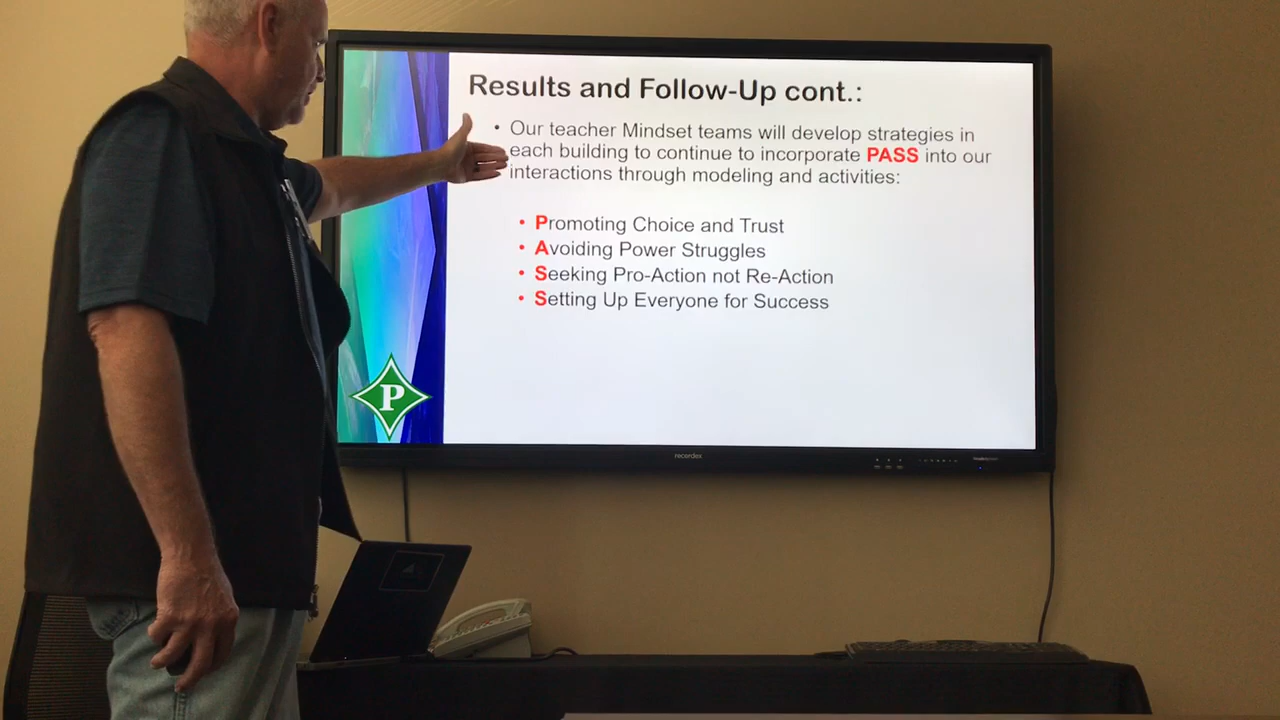 Results and Follow-Up cont.:
• Our teacher Mindset teams will develop strategies in
each building to continue to incorporate PASS into our
interactions through modeling and activities:
• Promoting Choice and Trust
• Avoiding Power Struggles
• Seeking Pro-Action not Re-Action
• Setting Up Everyone for Success
P
recordex